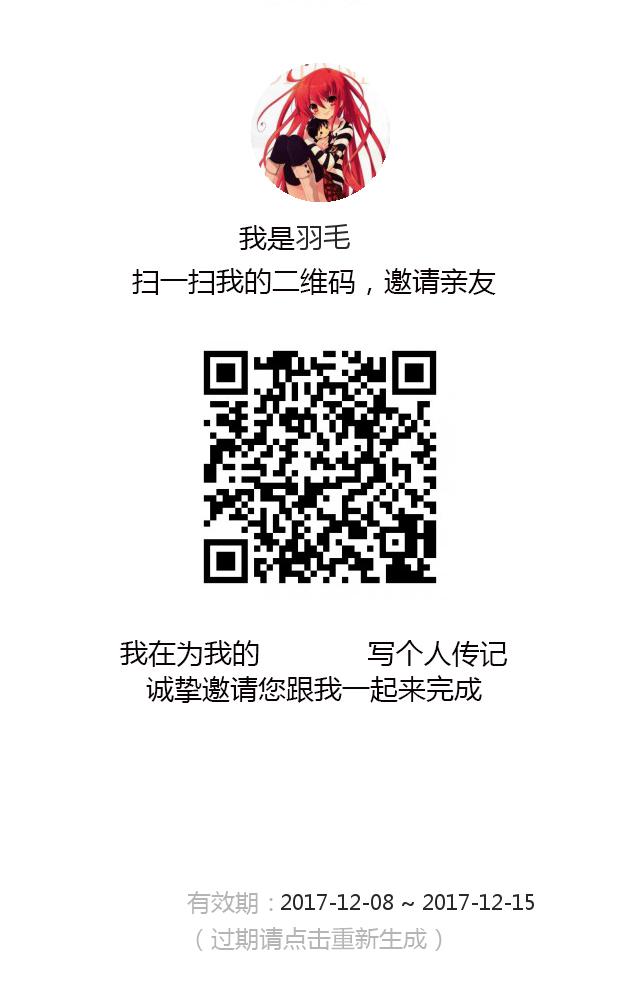 我是羽毛
扫一扫我的二维码，邀请亲友
我在为我的 写个人传记
诚挚邀请您跟我一起来完成
有效期：2017-12-08 ~ 2017-12-15
（过期请点击重新生成）